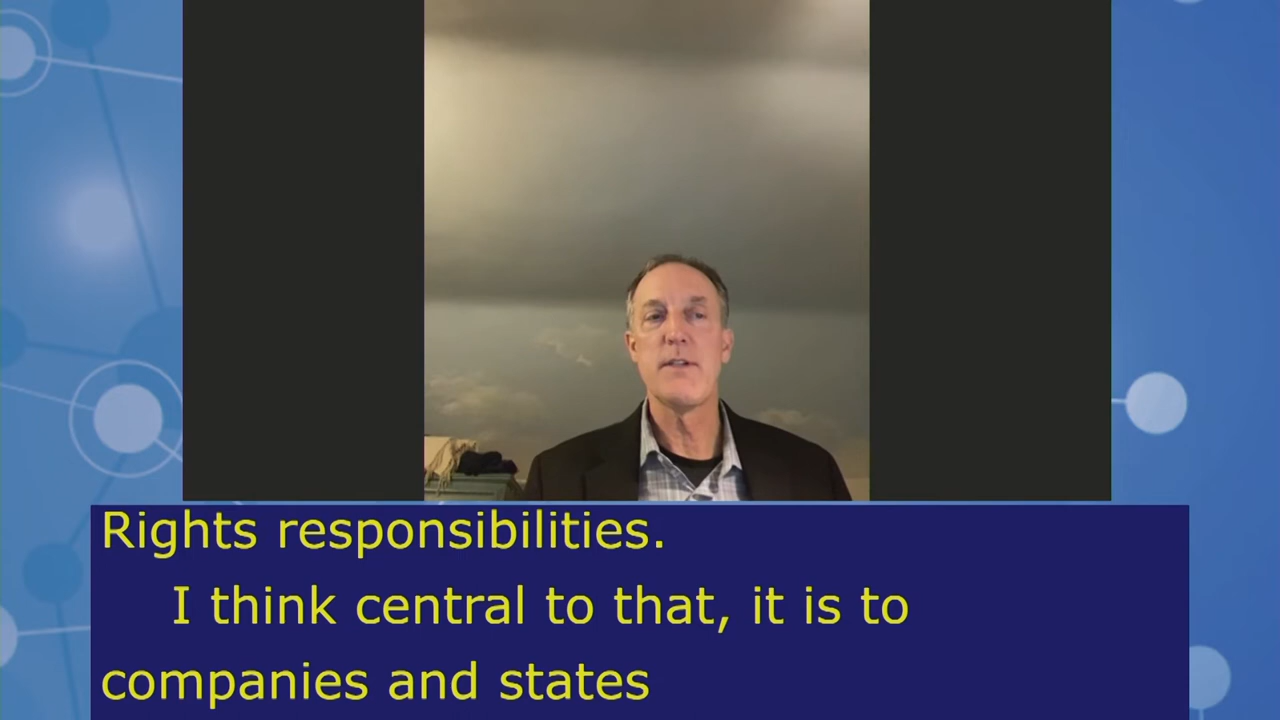 Rights responsibilities.
I think central to that, it is to
companies and states